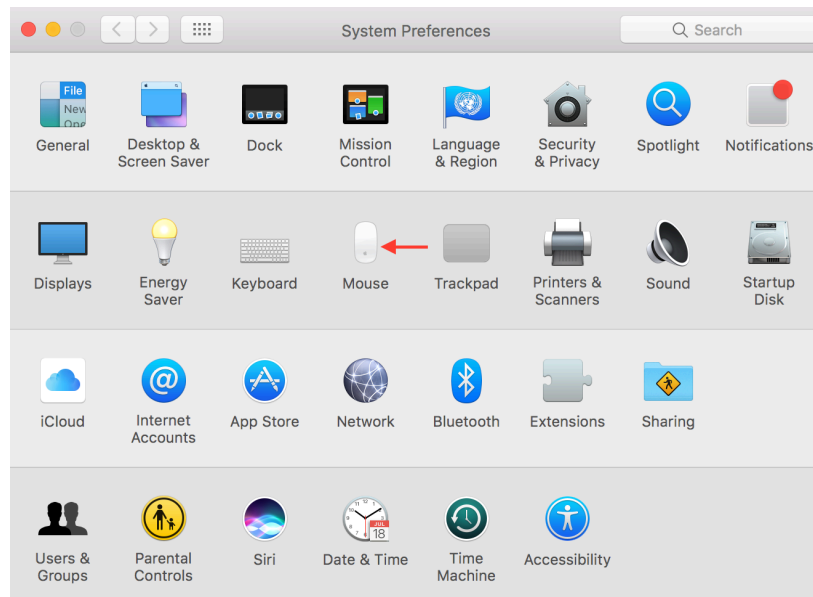 System Preferences
Search
File
New
Ope
General
Desktop &
Screen Saver
Dock
Mission
Control
Language
& Region
Security
& Privacy
Spotlight
Notifications
Displays
Energy
Saver
Keyboard
Mouse
Trackpad
Printers &
Scanners
Sound
Startup
Disk
iCloud
@
Internet
Accounts
App Store
Network
Bluetooth
Extensions
Sharing
Users &
Groups
Parental
Controls
Siri
JUL
18
Date & Time
Time
Machine
Accessibility